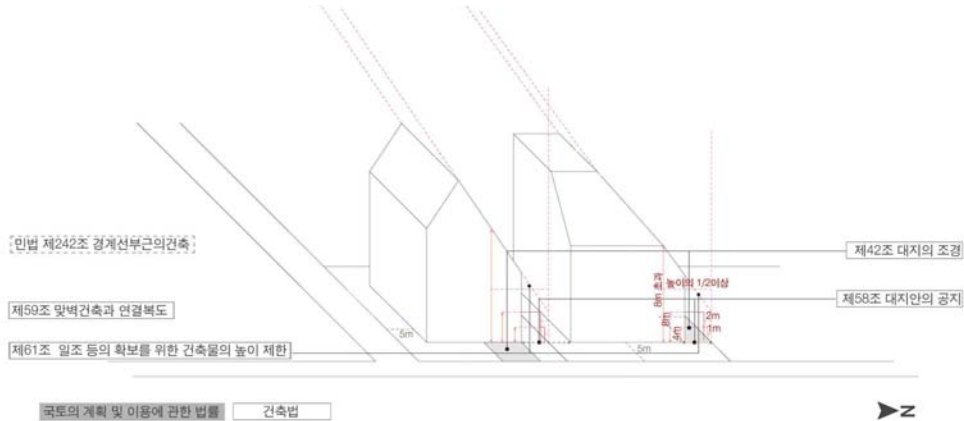 민법 제242조 경계선부근의건축
제59조 맞벽건축과 연결복도
제61조 일조 등의 확보를 위한 건축물의 높이 제한
5m
5m
8m 초과
높이의 1/2이상
8m
4m
2m
1m
제42조 대지의 조경
제58조 대지안의 공지
국토의 계획 및 이용에 관한 법률
건축법
N